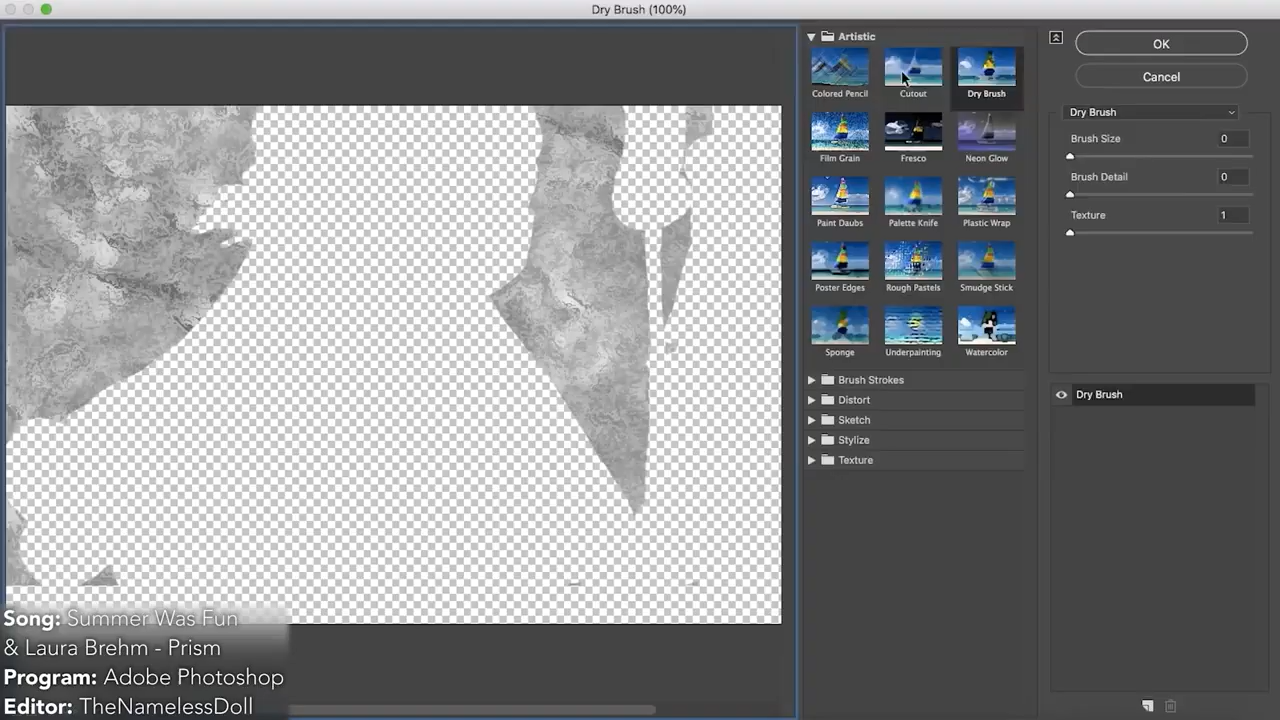 Dry Brush (100%)
Artistic
Colored Pencil
Cutout
Dry Brush
Film Grain
Fresco
Neon Glow
Paint Daubs
Palette Knife
Plastic Wrap
Poster Edges
Rough Pastels
Smudge Stick
Sponge
Underpainting
Watercolor
Brush Strokes
Distort
Sketch
Stylize
Texture
OK
Cancel
Dry Brush
Brush Size 0
Brush Detail 0
Texture 1
Dry Brush
Song: Summer Was Fun
& Laura Brehm - Prism
Program: Adobe Photoshop
Editor: TheNamelessDoll